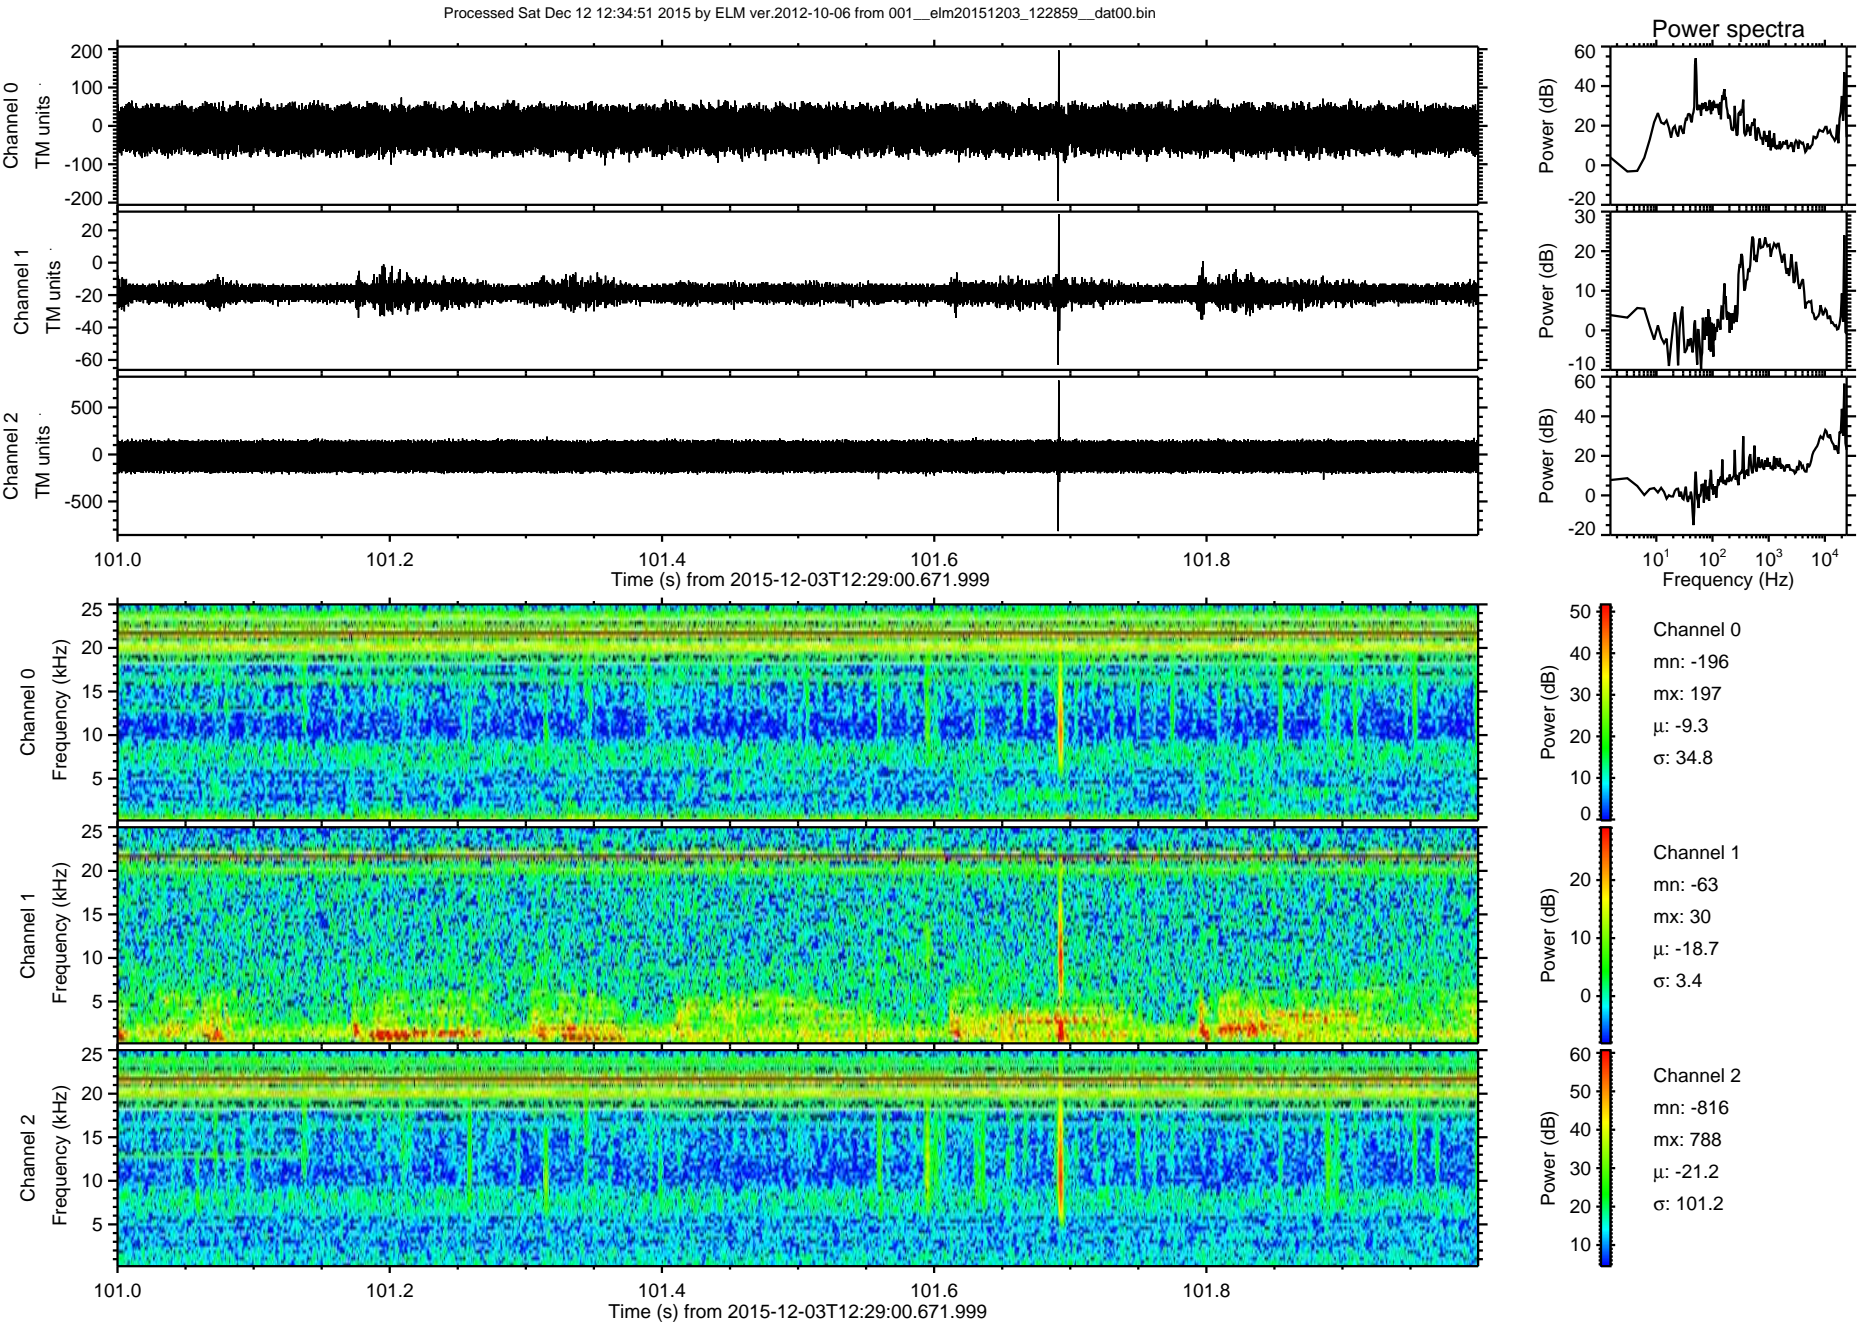 Processed Sat Dec 12 12:34:51 2015 by ELM ver.2012-10-06 from 001__elm20151203_122859__dat00.bin
Power spectra
Channel 0
TM units
200
100
0
-100
-200
Power (dB)
60
40
20
0
-20
Channel 1
TM units
20
0
-20
-40
-60
Power (dB)
30
20
10
0
-10
Channel 2
TM units
500
0
-500
Power (dB)
60
40
20
0
-20
101.0 101.2 101.4 101.6 101.8
Time (s) from 2015-12-03T12:29:00.671.999
10¹ 10² 10³ 10⁴
Frequency (Hz)
Channel 0
Frequency (kHz)
25
20
15
10
5
Power (dB)
50
40
30
20
10
0
Channel 0
mn: -196
mx: 197
μ: -9.3
σ: 34.8
Channel 1
Frequency (kHz)
25
20
15
10
5
Power (dB)
20
10
0
Channel 1
mn: -63
mx: 30
μ: -18.7
σ: 3.4
Channel 2
Frequency (kHz)
25
20
15
10
5
Power (dB)
60
50
40
30
20
10
Channel 2
mn: -816
mx: 788
μ: -21.2
σ: 101.2
101.0 101.2 101.4 101.6 101.8
Time (s) from 2015-12-03T12:29:00.671.999